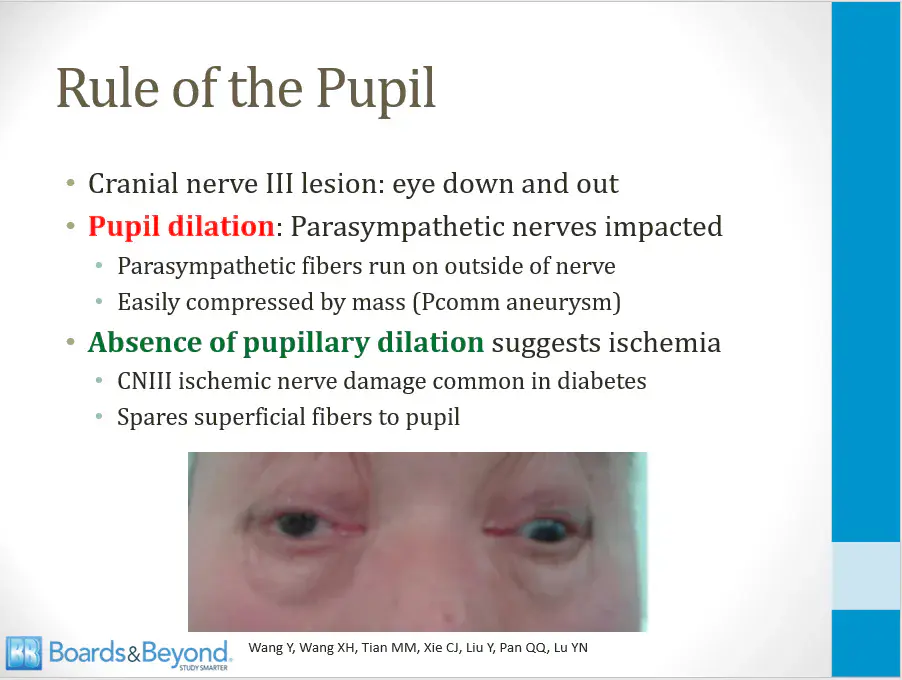 Rule of the Pupil
• Cranial nerve III lesion: eye down and out
• Pupil dilation: Parasympathetic nerves impacted
• Parasympathetic fibers run on outside of nerve
• Easily compressed by mass (Pcomm aneurysm)
• Absence of pupillary dilation suggests ischemia
• CNIII ischemic nerve damage common in diabetes
• Spares superficial fibers to pupil
BB Boards&Beyond.
STUDY SMARTER
Wang Y, Wang XH, Tian MM, Xie CJ, Liu Y, Pan QQ, Lu YN